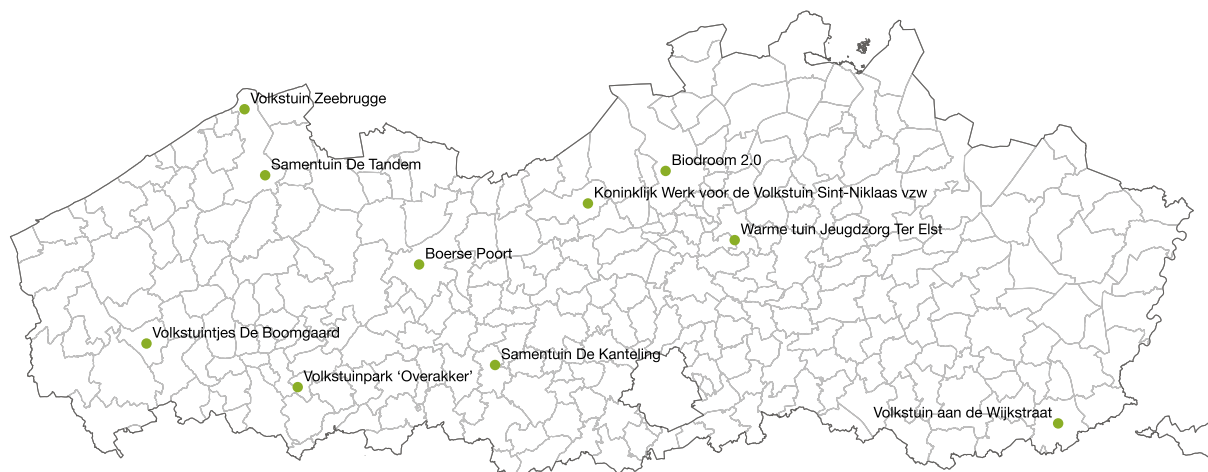 Volkstuin Zeebrugge
Samentuin De Tandem
Biodroom 2.0
Koninklijk Werk voor de Volkstuin Sint-Niklaas vzw
Warme tuin Jeugdzorg Ter Elst
Boerse Poort
Volkstuintjes De Boomgaard
Samentuin De Kanteling
Volkstuinpark ‘Overakker’
Volkstuin aan de Wijkstraat